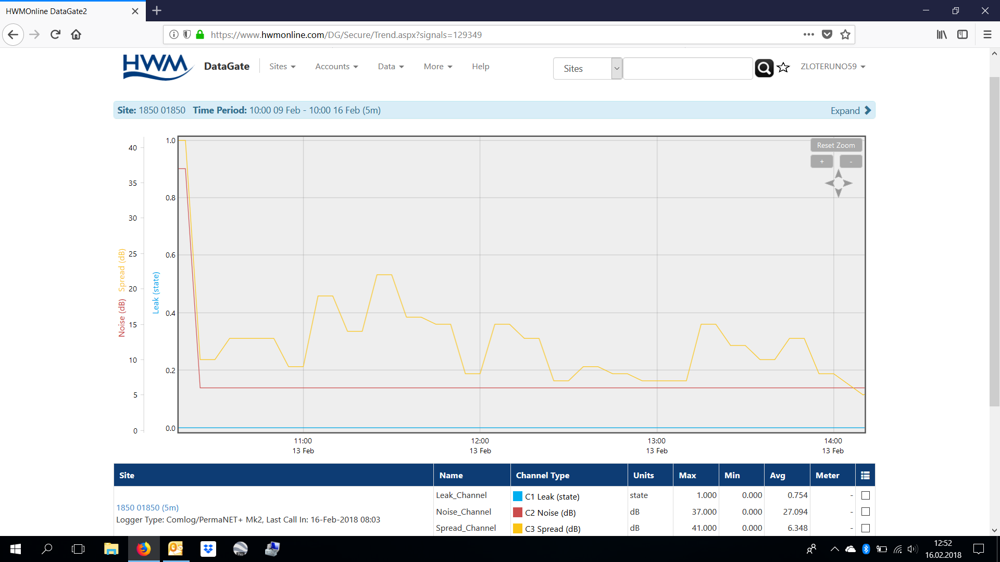 HWMOnline DataGate2
https://www.hwmonline.com/DG/Secure/Trend.aspx?signals=129349
HWM DataGate Sites Accounts Data More Help Sites ZLOTERUNO59
Site: 1850 01850 Time Period: 10:00 09 Feb - 10:00 16 Feb (5m) Expand
Reset Zoom
+ -
40
35
30
25
20
15
10
5
0
Noise (dB) Spread (dB)
1.0
0.8
0.6
0.4
0.2
0.0
Leak (state)
11:00 12:00 13:00 14:00
13 Feb 13 Feb 13 Feb 13 Feb
Site Name Channel Type Units Max Min Avg Meter
1850 01850 (5m)
Logger Type: Comlog/PermaNET+ Mk2, Last Call In: 16-Feb-2018 08:03
Leak_Channel C1 Leak (state) state 1.000 0.000 0.754 -
Noise_Channel C2 Noise (dB) dB 37.000 0.000 27.094 -
Spread_Channel C3 Spread (dB) dB 41.000 0.000 6.348 -
Pro
12:52
16.02.2018